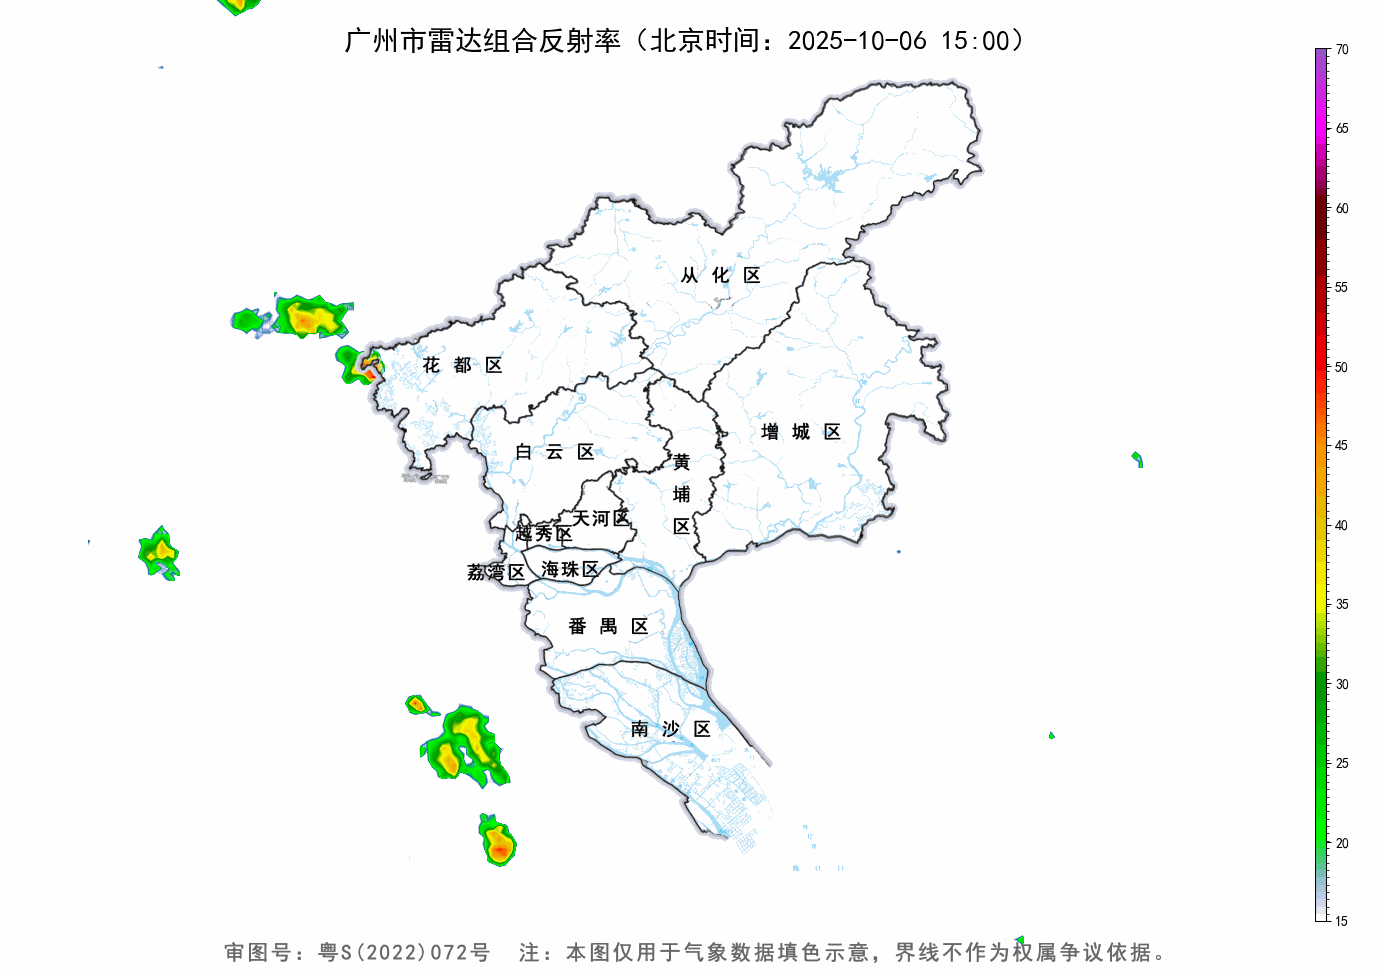 广州市雷达组合反射率（北京时间：2025-10-06 15:00）
70
65
60
55
50
45
40
35
30
25
20
15
从化区
花都区
增城区
白云区
黄埔区
天河区
越秀区
荔湾区
海珠区
番禺区
南沙区
审图号：粤S(2022)072号 注：本图仅用于气象数据填色示意，界线不作为权属争议依据。